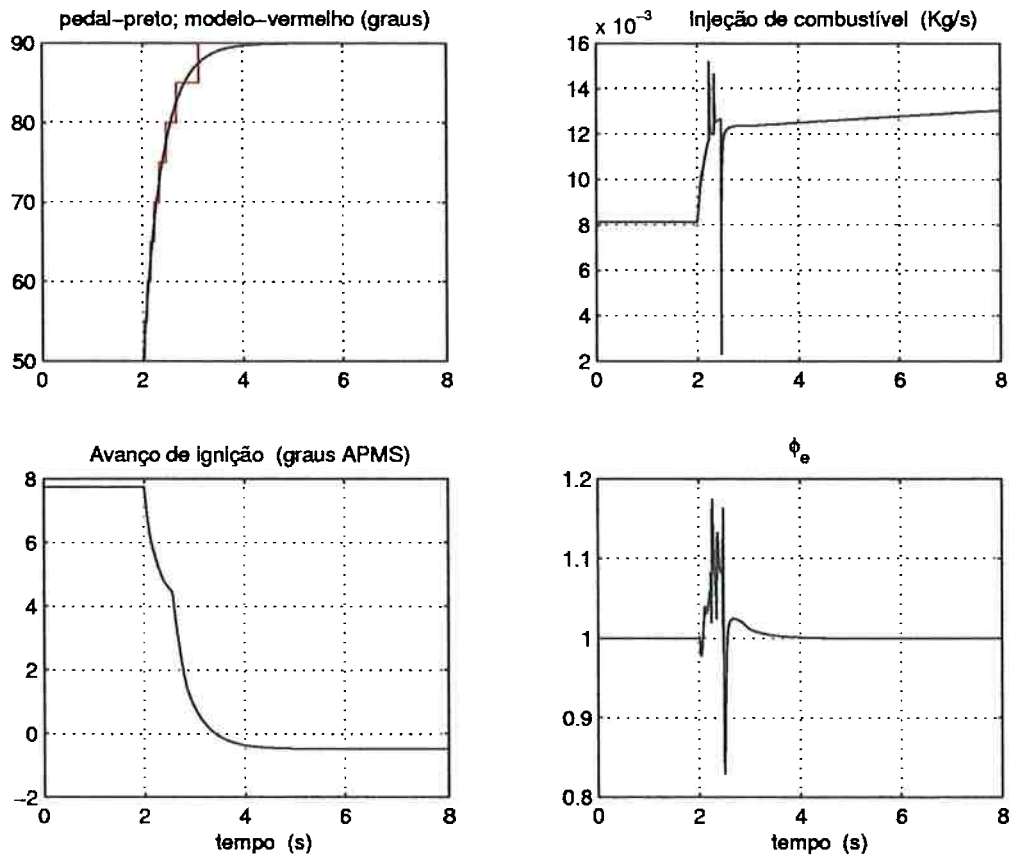 pedal-preto; modelo-vermelho (graus)
90
80
70
60
50
0 2 4 6 8
Injeção de combustível (Kg/s)
x 10⁻³
16
14
12
10
8
6
4
2
0 2 4 6 8
Avanço de ignição (graus APMS)
8
6
4
2
0
-2
0 2 4 6 8
tempo (s)
ϕe
1.2
1.1
1
0.9
0.8
0 2 4 6 8
tempo (s)